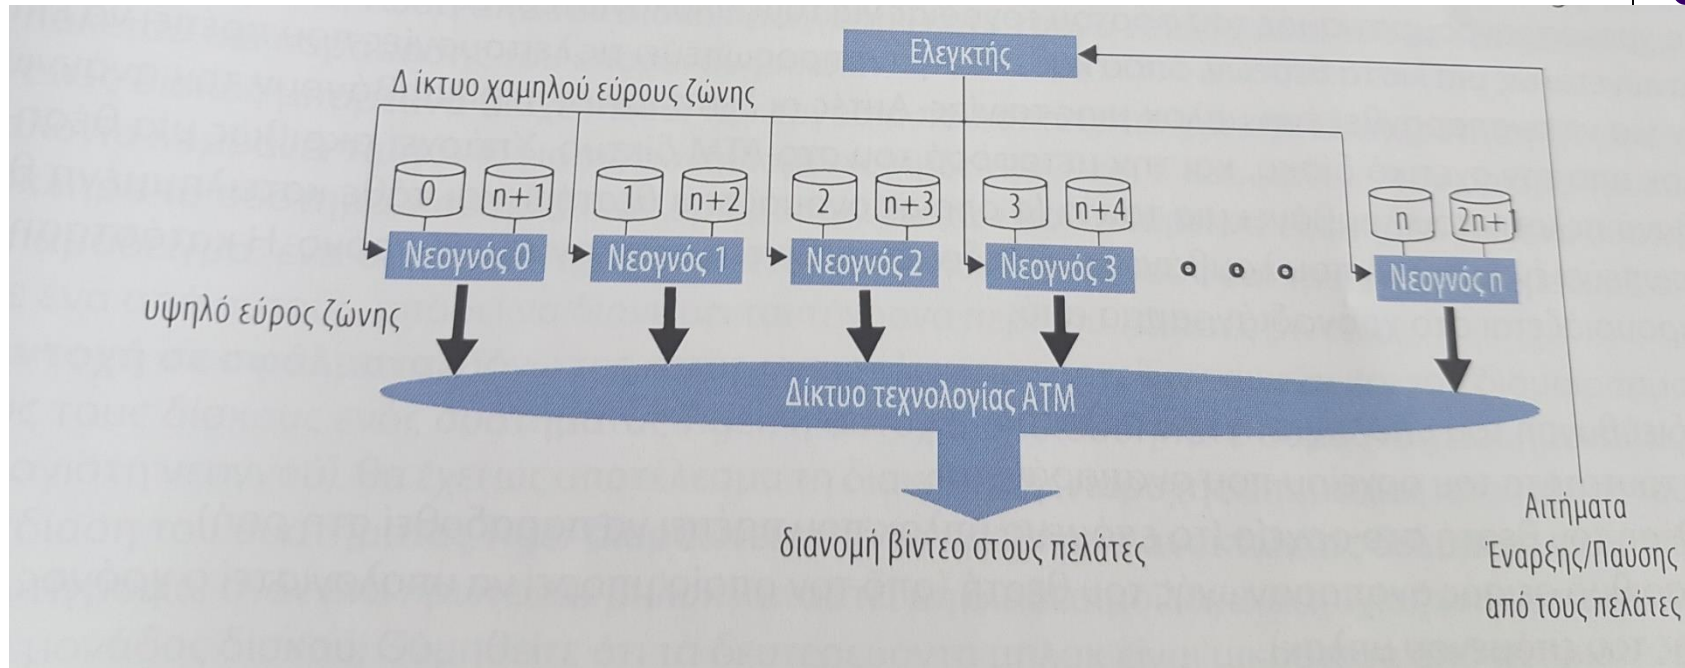 Ελεγκτής
Δίκτυο χαμηλού εύρους ζώνης
0
n+1
1
n+2
2
n+3
3
n+4
n
2n+1
Νεογνός 0
Νεογνός 1
Νεογνός 2
Νεογνός 3
Νεογνός n
υψηλό εύρος ζώνης
Δίκτυο τεχνολογίας ATM
διανομή βίντεο στους πελάτες
Αιτήματα
Έναρξης/Παύσης
από τους πελάτες